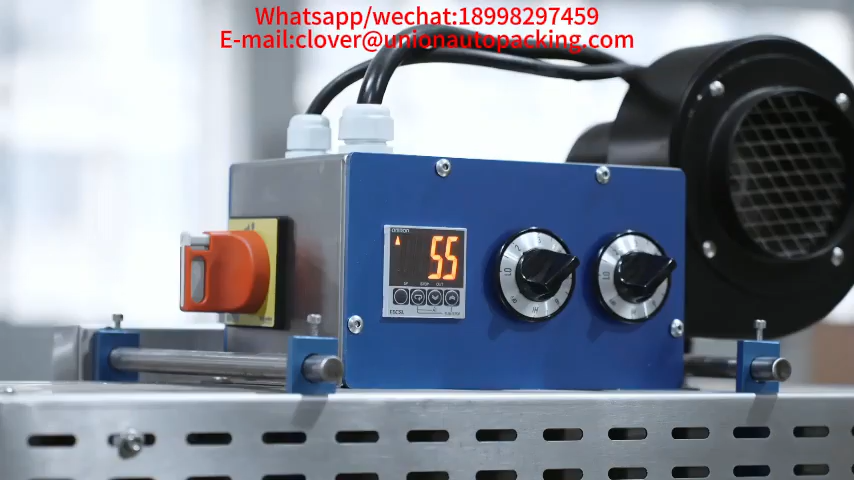 Whatsapp/wechat:18998297459
E-mail:clover@unionautopacking.com
omron
55
E5CSL
LO
HI
LO
HI